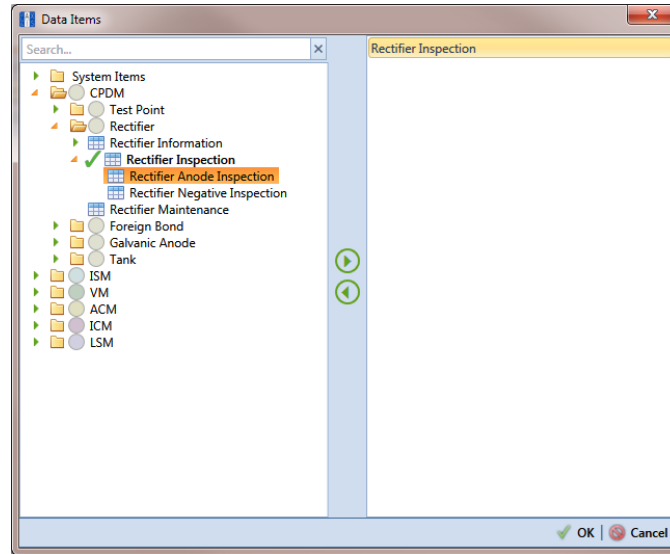 Data Items
Search...
Rectifier Inspection
System Items
CPDM
Test Point
Rectifier
Rectifier Information
Rectifier Inspection
Rectifier Anode Inspection
Rectifier Negative Inspection
Rectifier Maintenance
Foreign Bond
Galvanic Anode
Tank
ISM
VM
ACM
ICM
LSM
OK | Cancel